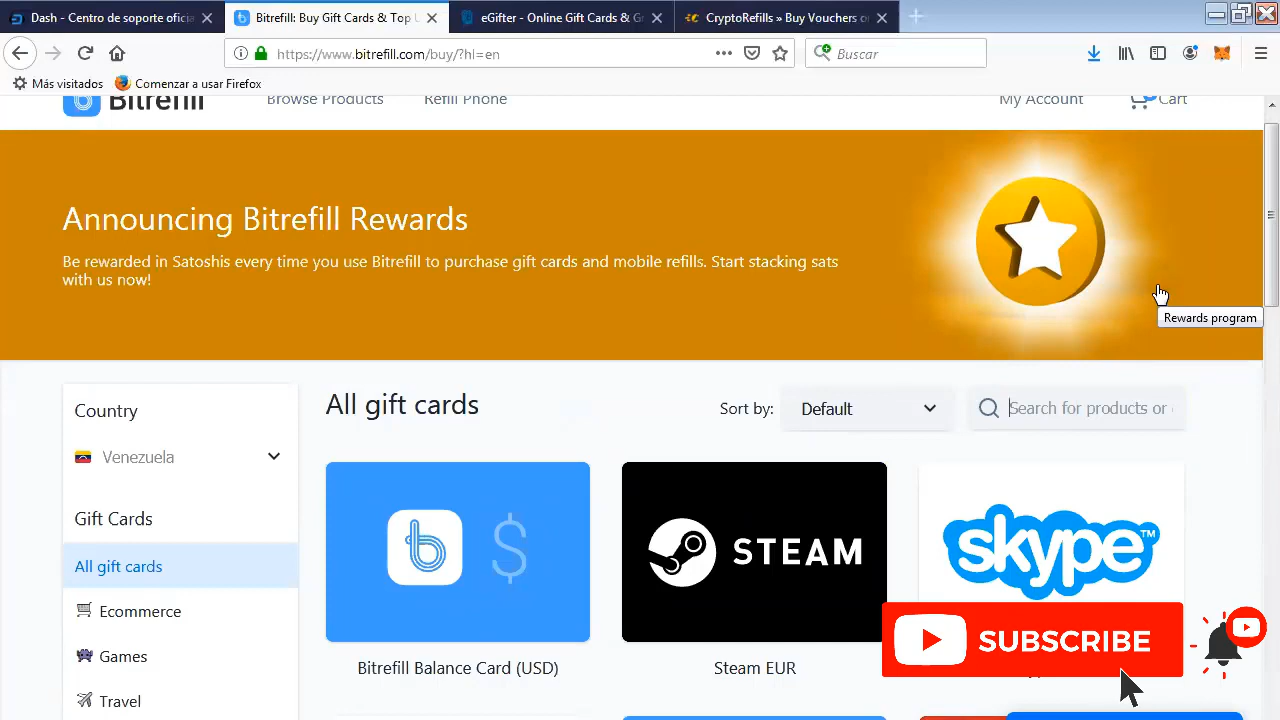 Dash - Centro de soporte oficia
Bitrefill: Buy Gift Cards & Top U
eGifter - Online Gift Cards & G
CryptoRefills » Buy Vouchers o
https://www.bitrefill.com/buy/?hl=en
Buscar
Más visitados
Comenzar a usar Firefox
Bitrefill
Browse Products
Refill Phone
My Account
Cart
Announcing Bitrefill Rewards
Be rewarded in Satoshis every time you use Bitrefill to purchase gift cards and mobile refills. Start stacking sats
with us now!
Rewards program
Country
Venezuela
All gift cards
Sort by:
Default
Search for products or
Gift Cards
All gift cards
Ecommerce
Games
Travel
$
STEAM
skype™
Bitrefill Balance Card (USD)
Steam EUR
SUBSCRIBE